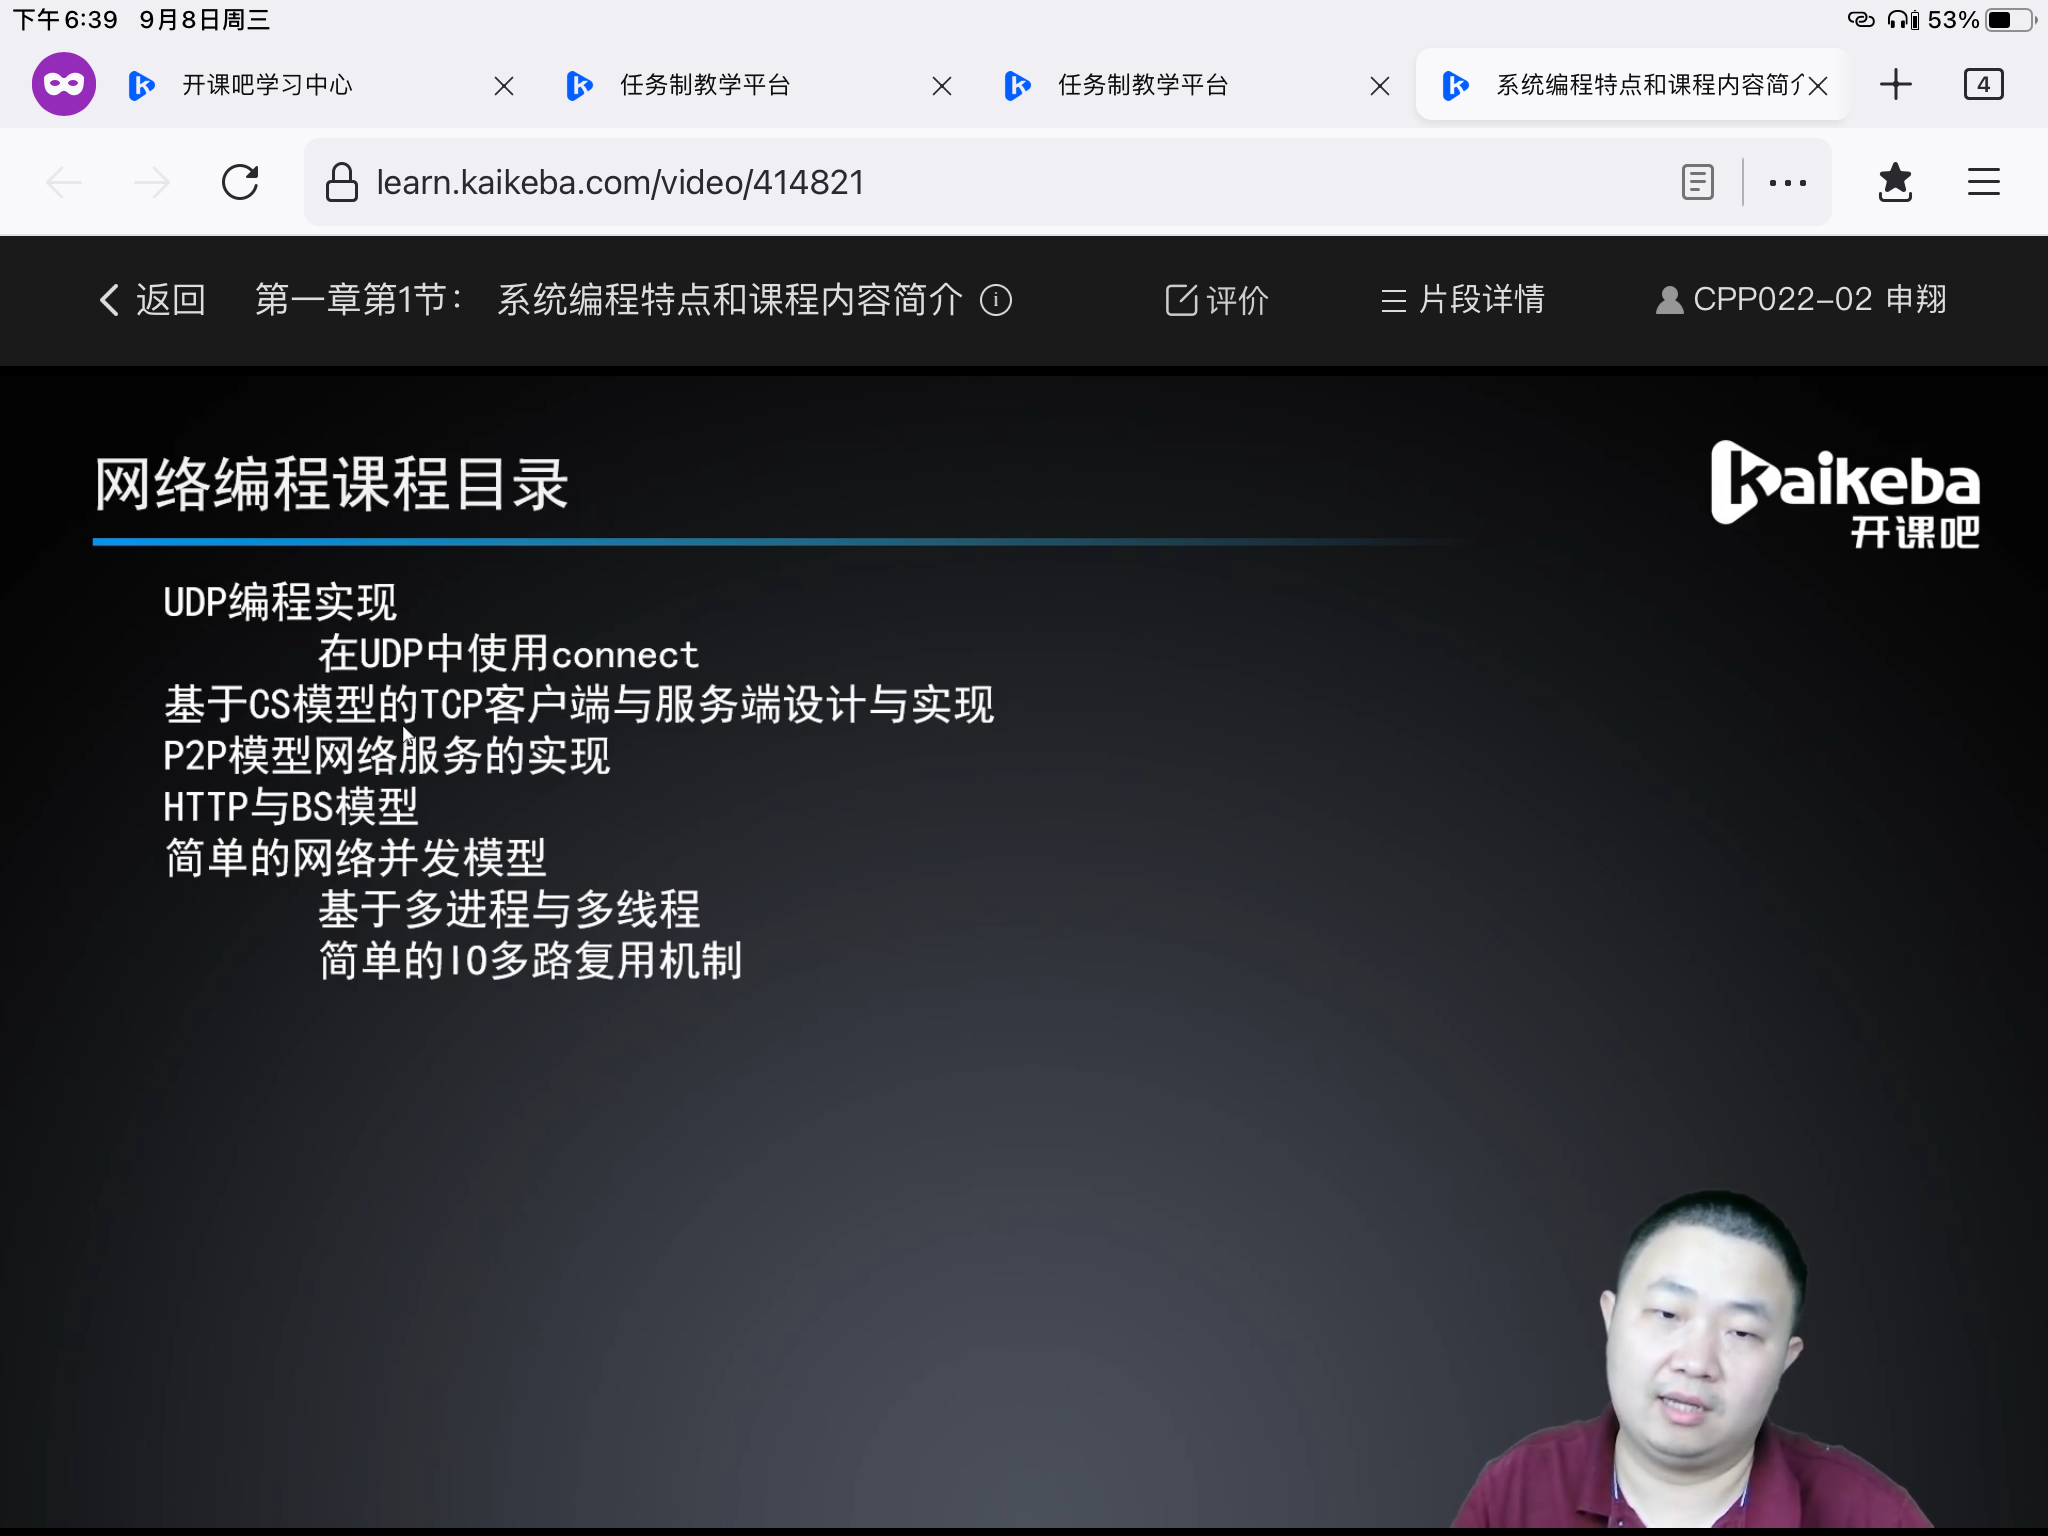 下午6:39 9月8日周三
53%
开课吧学习中心
任务制教学平台
任务制教学平台
系统编程特点和课程内容简介
4
learn.kaikeba.com/video/414821
返回 第一章第1节： 系统编程特点和课程内容简介
评价
片段详情
CPP022-02 申翔
网络编程课程目录
kaikeba
开课吧
UDP编程实现
在UDP中使用connect
基于CS模型的TCP客户端与服务端设计与实现
P2P模型网络服务的实现
HTTP与BS模型
简单的网络并发模型
基于多进程与多线程
简单的IO多路复用机制